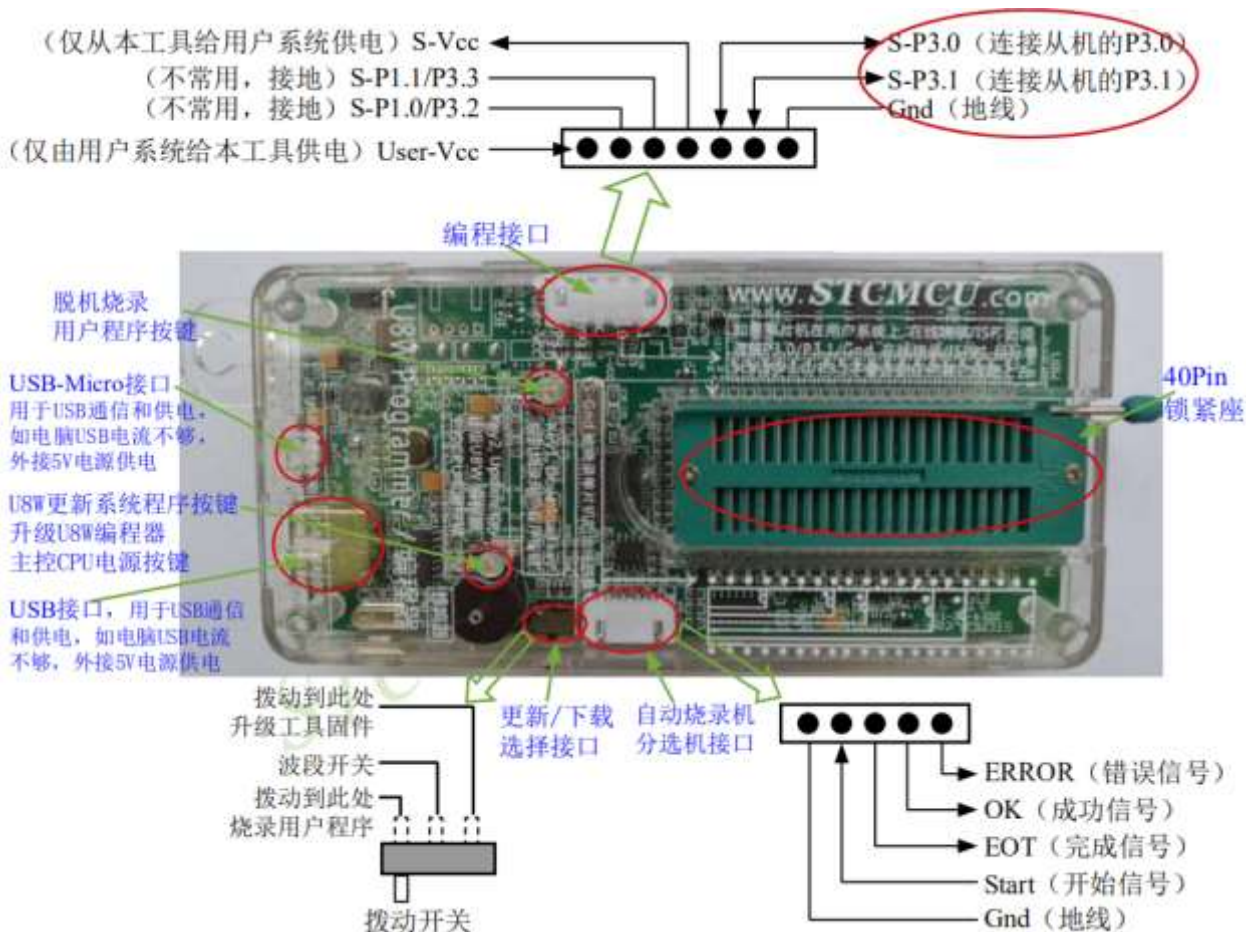 （仅从本工具给用户系统供电）S-Vcc
（不常用，接地）S-P1.1/P3.3
（不常用，接地）S-P1.0/P3.2
（仅由用户系统给本工具供电）User-Vcc
S-P3.0（连接从机的P3.0）
S-P3.1（连接从机的P3.1）
Gnd（地线）
编程接口
脱机烧录
用户程序按键
USB-Micro接口
用于USB通信和供电，
如电脑USB电流不够，
外接5V电源供电
U8W更新系统程序按键
升级U8W编程器
主控CPU电源按键
USB接口，用于USB通信
和供电，如电脑USB电流
不够，外接5V电源供电
www.STCMCU.com
U8W Programmer
40Pin
锁紧座
拨动到此处
升级工具固件
波段开关
拨动到此处
烧录用户程序
拨动开关
更新/下载
选择接口
自动烧录机
分选机接口
ERROR（错误信号）
OK（成功信号）
EOT（完成信号）
Start（开始信号）
Gnd（地线）